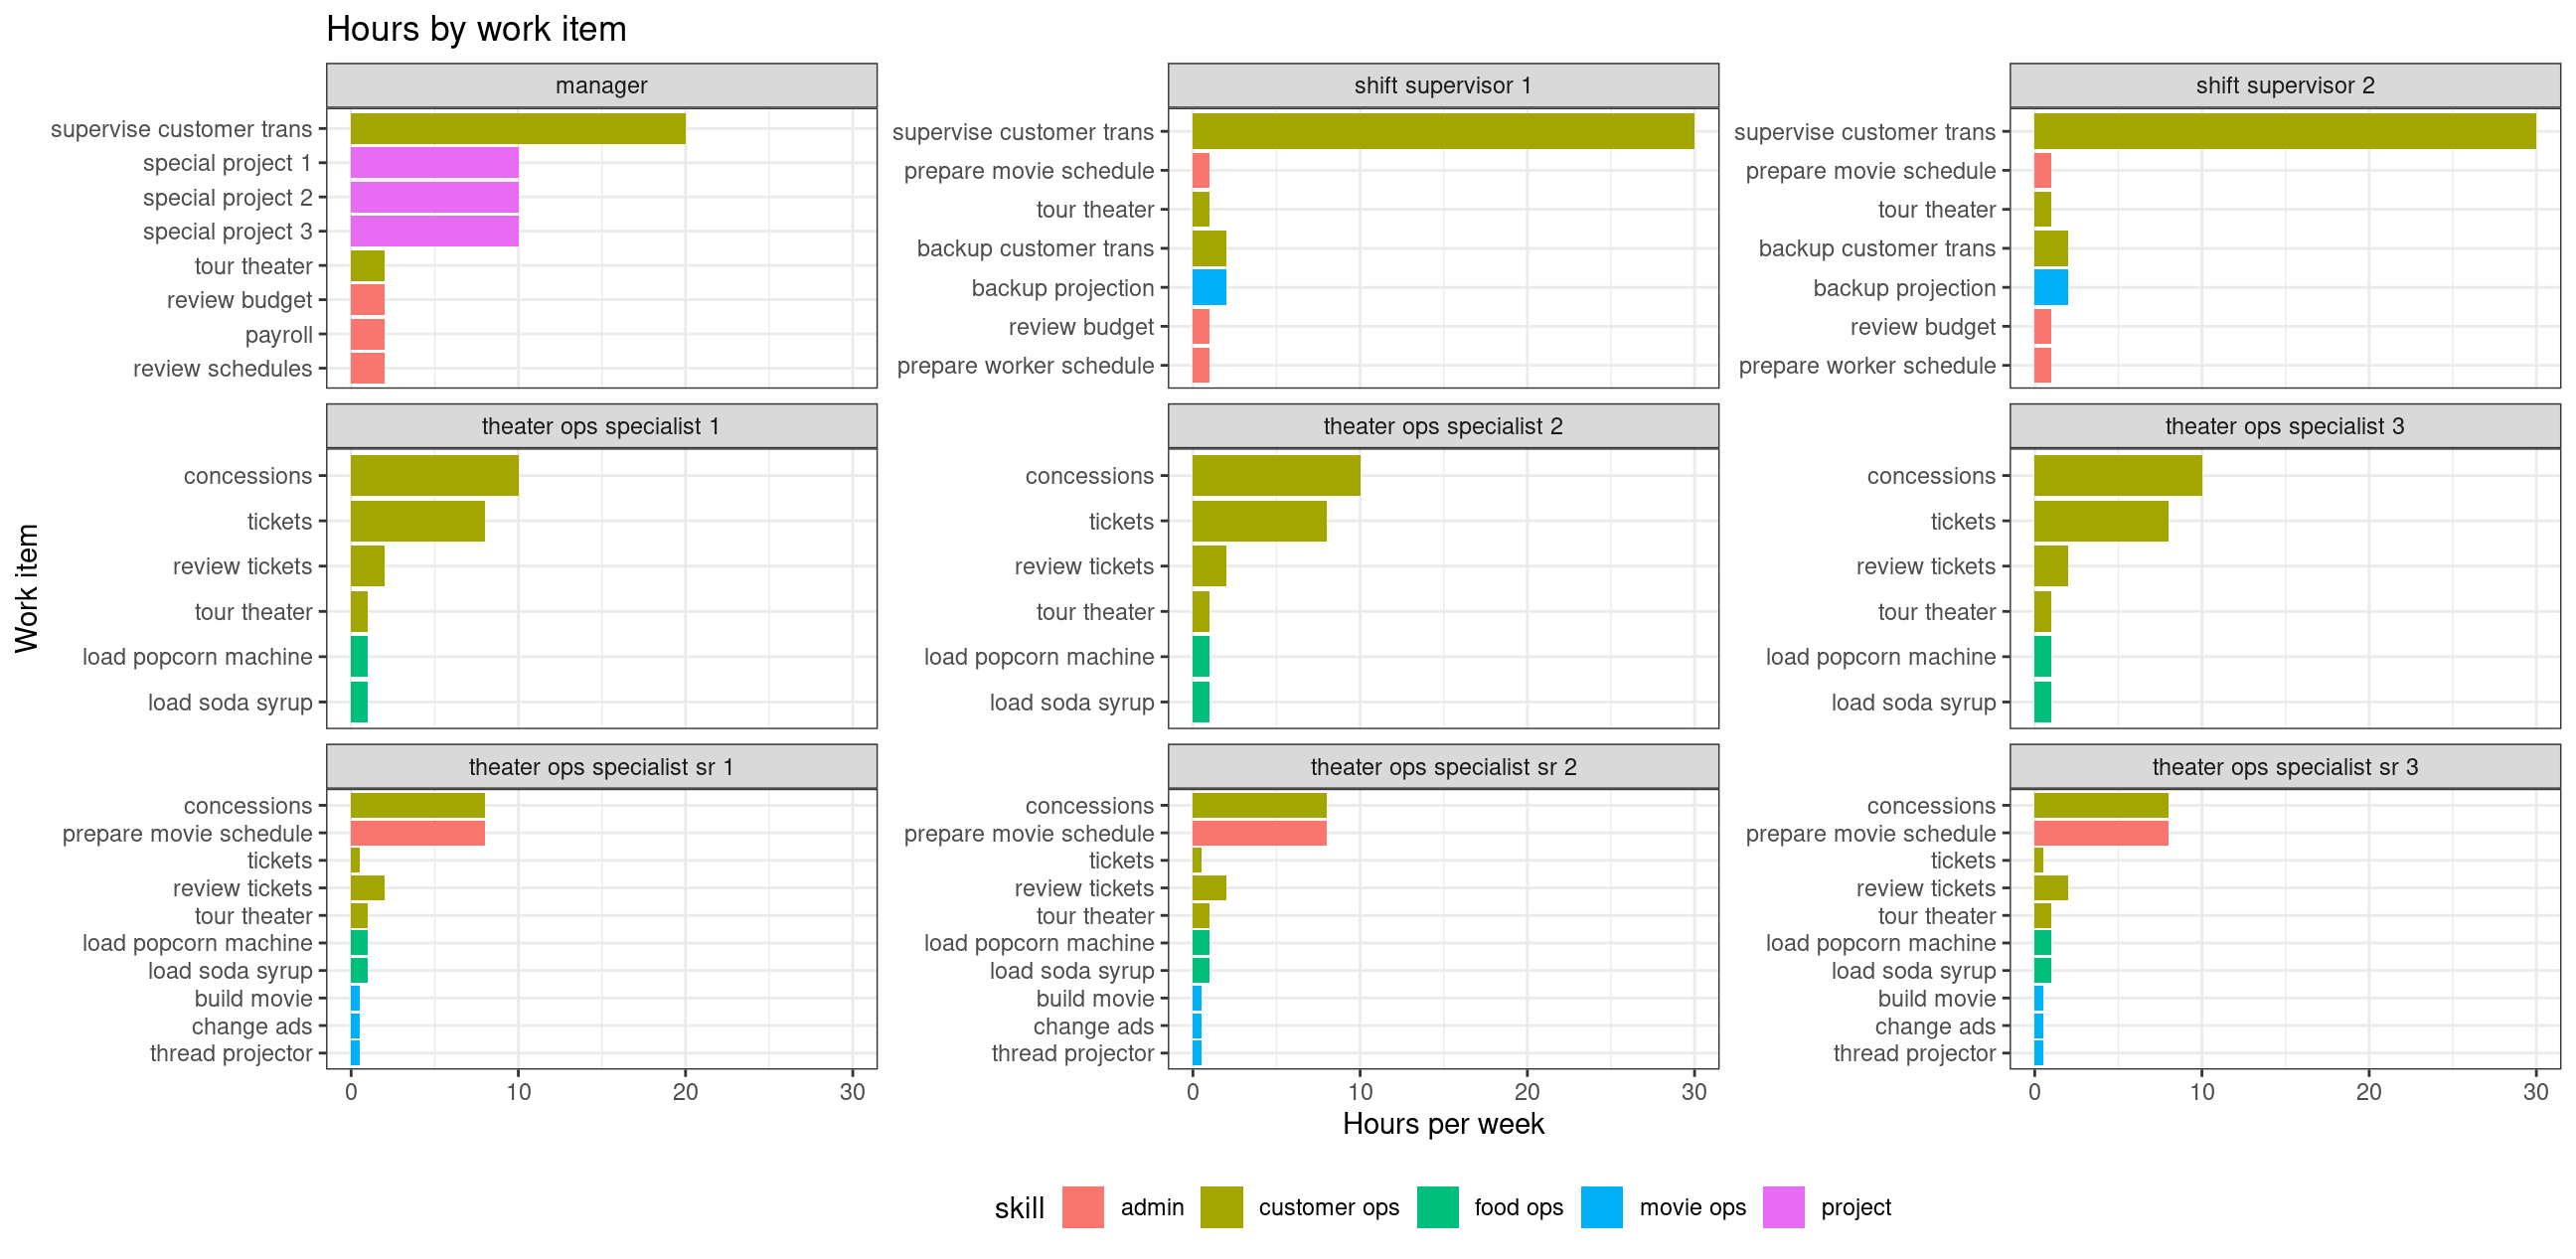 Hours by work item
manager
supervise customer trans
special project 1
special project 2
special project 3
tour theater
review budget
payroll
review schedules
shift supervisor 1
supervise customer trans
prepare movie schedule
tour theater
backup customer trans
backup projection
review budget
prepare worker schedule
shift supervisor 2
supervise customer trans
prepare movie schedule
tour theater
backup customer trans
backup projection
review budget
prepare worker schedule
Work item
theater ops specialist 1
concessions
tickets
review tickets
tour theater
load popcorn machine
load soda syrup
theater ops specialist 2
concessions
tickets
review tickets
tour theater
load popcorn machine
load soda syrup
theater ops specialist 3
concessions
tickets
review tickets
tour theater
load popcorn machine
load soda syrup
theater ops specialist sr 1
concessions
prepare movie schedule
tickets
review tickets
tour theater
load popcorn machine
load soda syrup
build movie
change ads
thread projector
0 10 20 30
theater ops specialist sr 2
concessions
prepare movie schedule
tickets
review tickets
tour theater
load popcorn machine
load soda syrup
build movie
change ads
thread projector
0 10 20 30
theater ops specialist sr 3
concessions
prepare movie schedule
tickets
review tickets
tour theater
load popcorn machine
load soda syrup
build movie
change ads
thread projector
0 10 20 30
Hours per week
skill admin customer ops food ops movie ops project